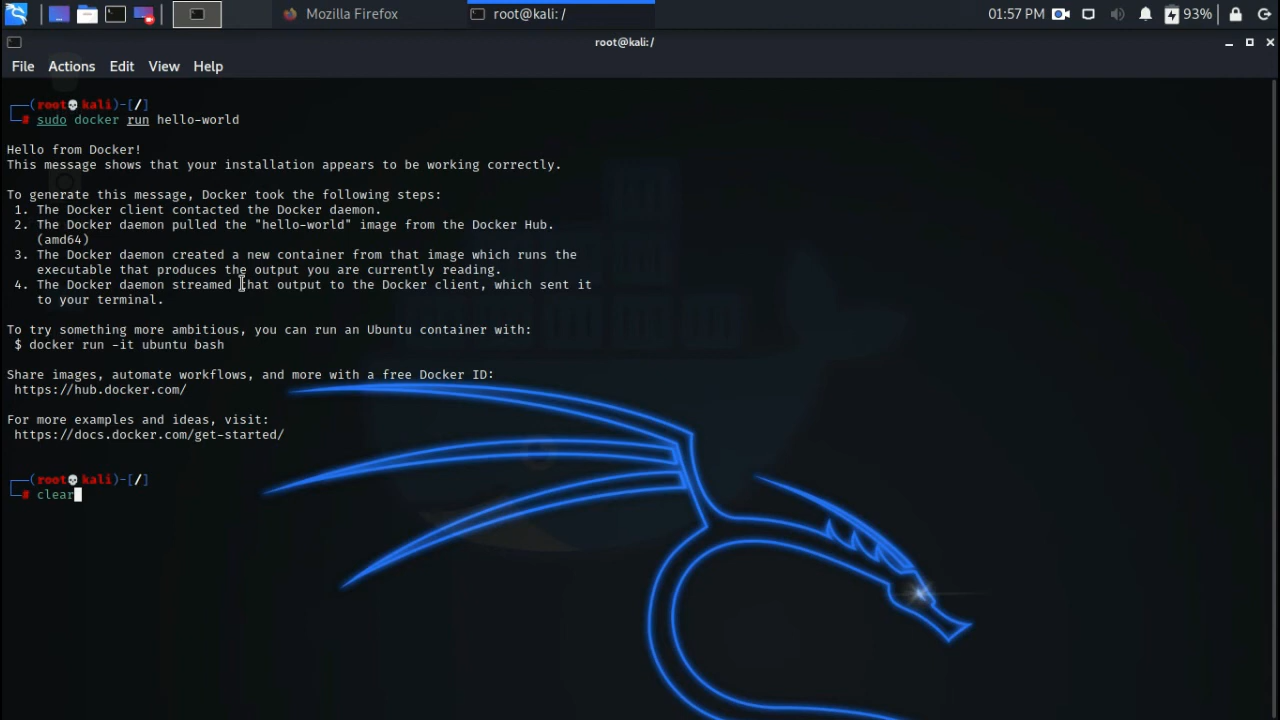 Mozilla Firefox
root@kali: /
01:57 PM
93%
root@kali:/
File Actions Edit View Help
┌──(root💀kali)-[/]
└─# sudo docker run hello-world
Hello from Docker!
This message shows that your installation appears to be working correctly.
To generate this message, Docker took the following steps:
1. The Docker client contacted the Docker daemon.
2. The Docker daemon pulled the "hello-world" image from the Docker Hub.
(amd64)
3. The Docker daemon created a new container from that image which runs the
executable that produces the output you are currently reading.
4. The Docker daemon streamed that output to the Docker client, which sent it
to your terminal.
To try something more ambitious, you can run an Ubuntu container with:
$ docker run -it ubuntu bash
Share images, automate workflows, and more with a free Docker ID:
https://hub.docker.com/
For more examples and ideas, visit:
https://docs.docker.com/get-started/
┌──(root💀kali)-[/]
└─# clear